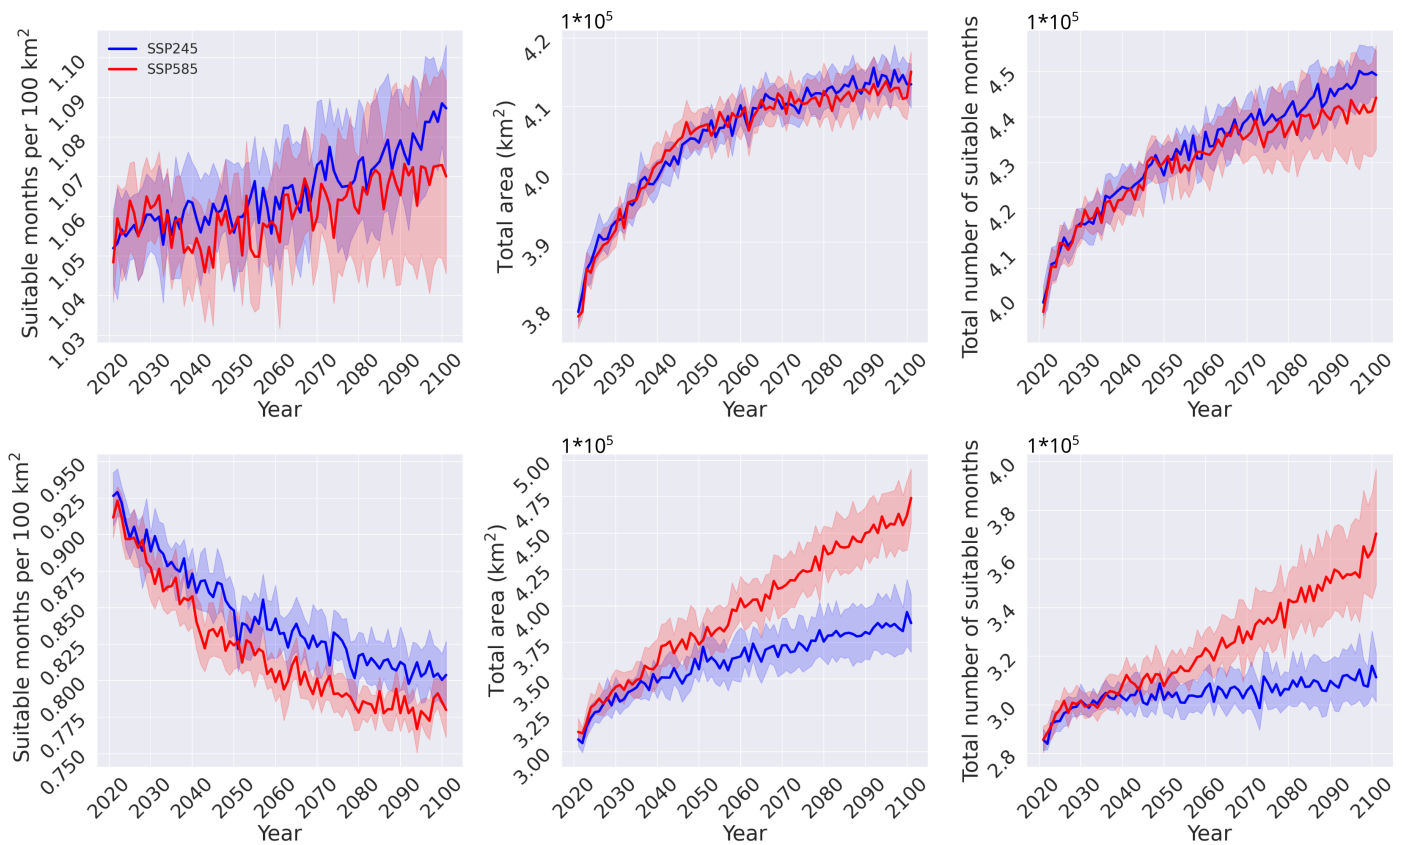 Suitable months per 100 km²
1.10
1.09
1.08
1.07
1.06
1.05
1.04
1.03
SSP245
SSP585
2020 2030 2040 2050 2060 2070 2080 2090 2100
Year
1*10⁵
Total area (km²)
4.2
4.1
4.0
3.9
3.8
2020 2030 2040 2050 2060 2070 2080 2090 2100
Year
1*10⁵
Total number of suitable months
4.5
4.4
4.3
4.2
4.1
4.0
2020 2030 2040 2050 2060 2070 2080 2090 2100
Year
Suitable months per 100 km²
0.950
0.925
0.900
0.875
0.850
0.825
0.800
0.775
0.750
2020 2030 2040 2050 2060 2070 2080 2090 2100
Year
1*10⁵
Total area (km²)
5.00
4.75
4.50
4.25
4.00
3.75
3.50
3.25
3.00
2020 2030 2040 2050 2060 2070 2080 2090 2100
Year
1*10⁵
Total number of suitable months
4.0
3.8
3.6
3.4
3.2
3.0
2.8
2020 2030 2040 2050 2060 2070 2080 2090 2100
Year